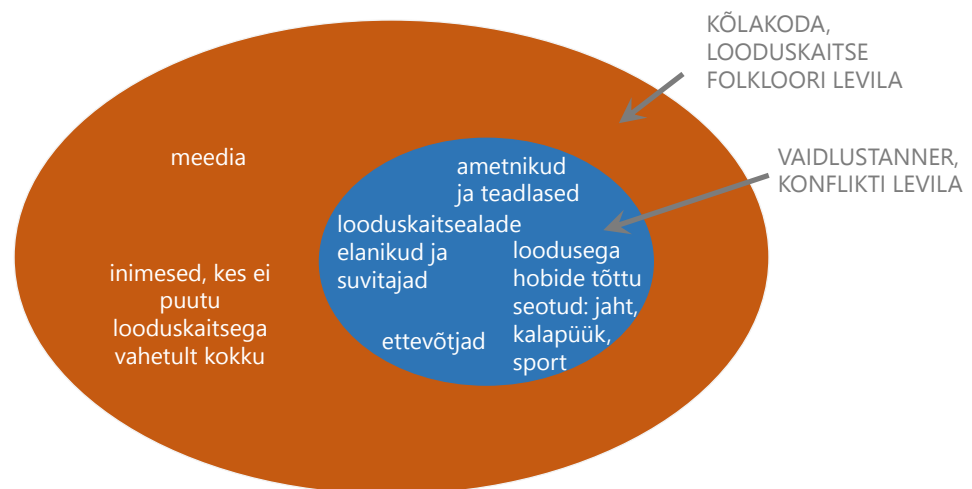 KÕLAKODA,
LOODUSKAITSE
FOLKLOORI LEVILA
meedia
ametnikud
ja teadlased
VAIDLUSTANNER,
KONFLIKTI LEVILA
looduskaitsealade
elanikud ja
suvitajad
loodusega
hobide tõttu
seotud: jaht,
kalapüük,
sport
inimesed, kes ei
puutu
looduskaitsega
vahetult kokku
ettevõtjad